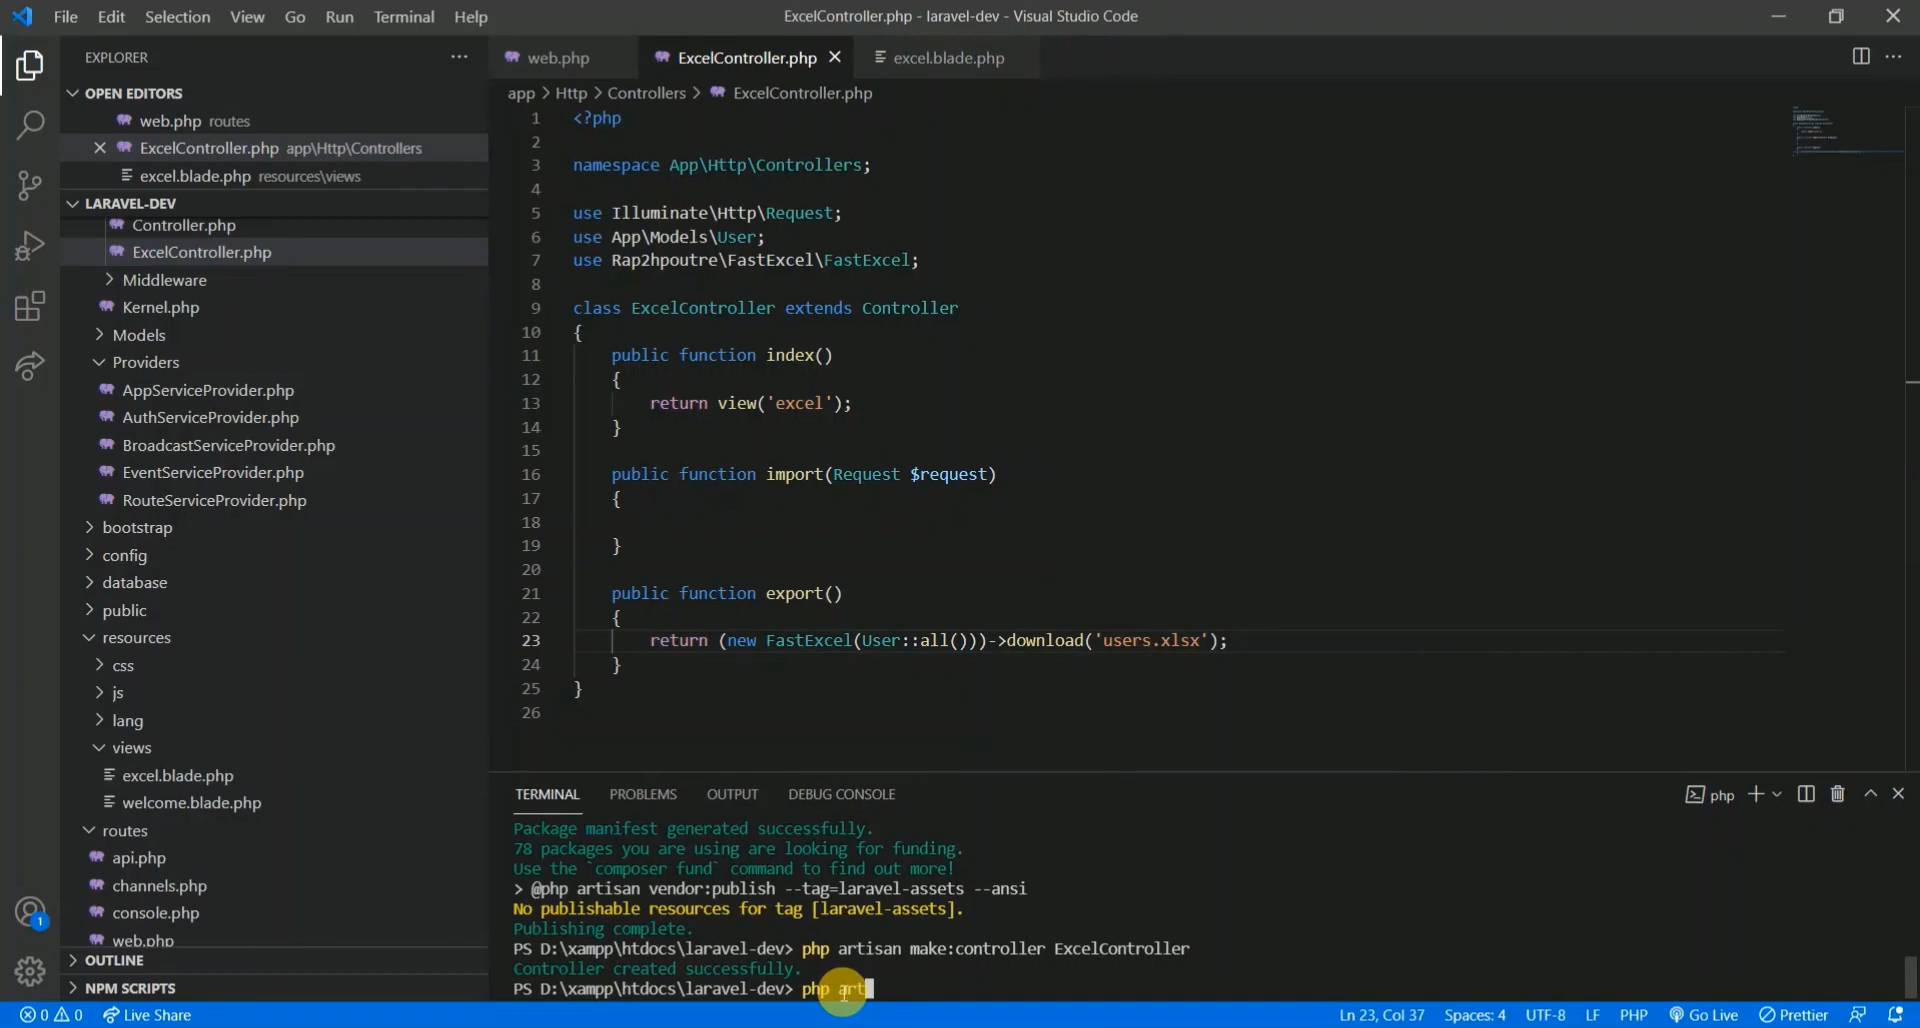 File Edit Selection View Go Run Terminal Help
ExcelController.php - laravel-dev - Visual Studio Code
EXPLORER
OPEN EDITORS
web.php routes
ExcelController.php app\Http\Controllers
excel.blade.php resources\views
LARAVEL-DEV
Controller.php
ExcelController.php
Middleware
Kernel.php
Models
Providers
AppServiceProvider.php
AuthServiceProvider.php
BroadcastServiceProvider.php
EventServiceProvider.php
RouteServiceProvider.php
bootstrap
config
database
public
resources
css
js
lang
views
excel.blade.php
welcome.blade.php
routes
api.php
channels.php
console.php
web.php
OUTLINE
NPM SCRIPTS
web.php ExcelController.php excel.blade.php
app > Http > Controllers > ExcelController.php
1 <?php
2
3 namespace App\Http\Controllers;
4
5 use Illuminate\Http\Request;
6 use App\Models\User;
7 use Rap2hpoutre\FastExcel\FastExcel;
8
9 class ExcelController extends Controller
10 {
11 public function index()
12 {
13 return view('excel');
14 }
15
16 public function import(Request $request)
17 {
18
19 }
20
21 public function export()
22 {
23 return (new FastExcel(User::all()))->download('users.xlsx');
24 }
25 }
26
TERMINAL PROBLEMS OUTPUT DEBUG CONSOLE
php
Package manifest generated successfully.
78 packages you are using are looking for funding.
Use the `composer fund` command to find out more!
> @php artisan vendor:publish --tag=laravel-assets --ansi
No publishable resources for tag [laravel-assets].
Publishing complete.
PS D:\xampp\htdocs\laravel-dev> php artisan make:controller ExcelController
Controller created successfully.
PS D:\xampp\htdocs\laravel-dev> php art
1
0 0 Live Share
Ln 23, Col 37 Spaces: 4 UTF-8 LF PHP Go Live Prettier